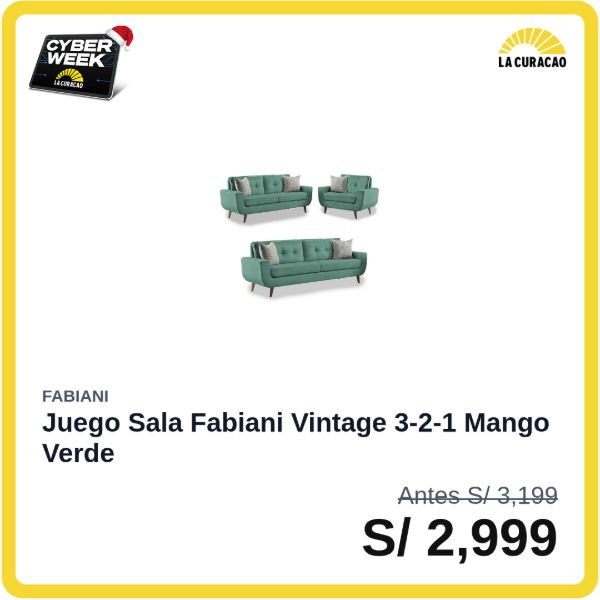 CYBER
WEEK
LA CURACAO
LA CURACAO
FABIANI
Juego Sala Fabiani Vintage 3-2-1 Mango
Verde
Antes S/ 3,199
S/ 2,999